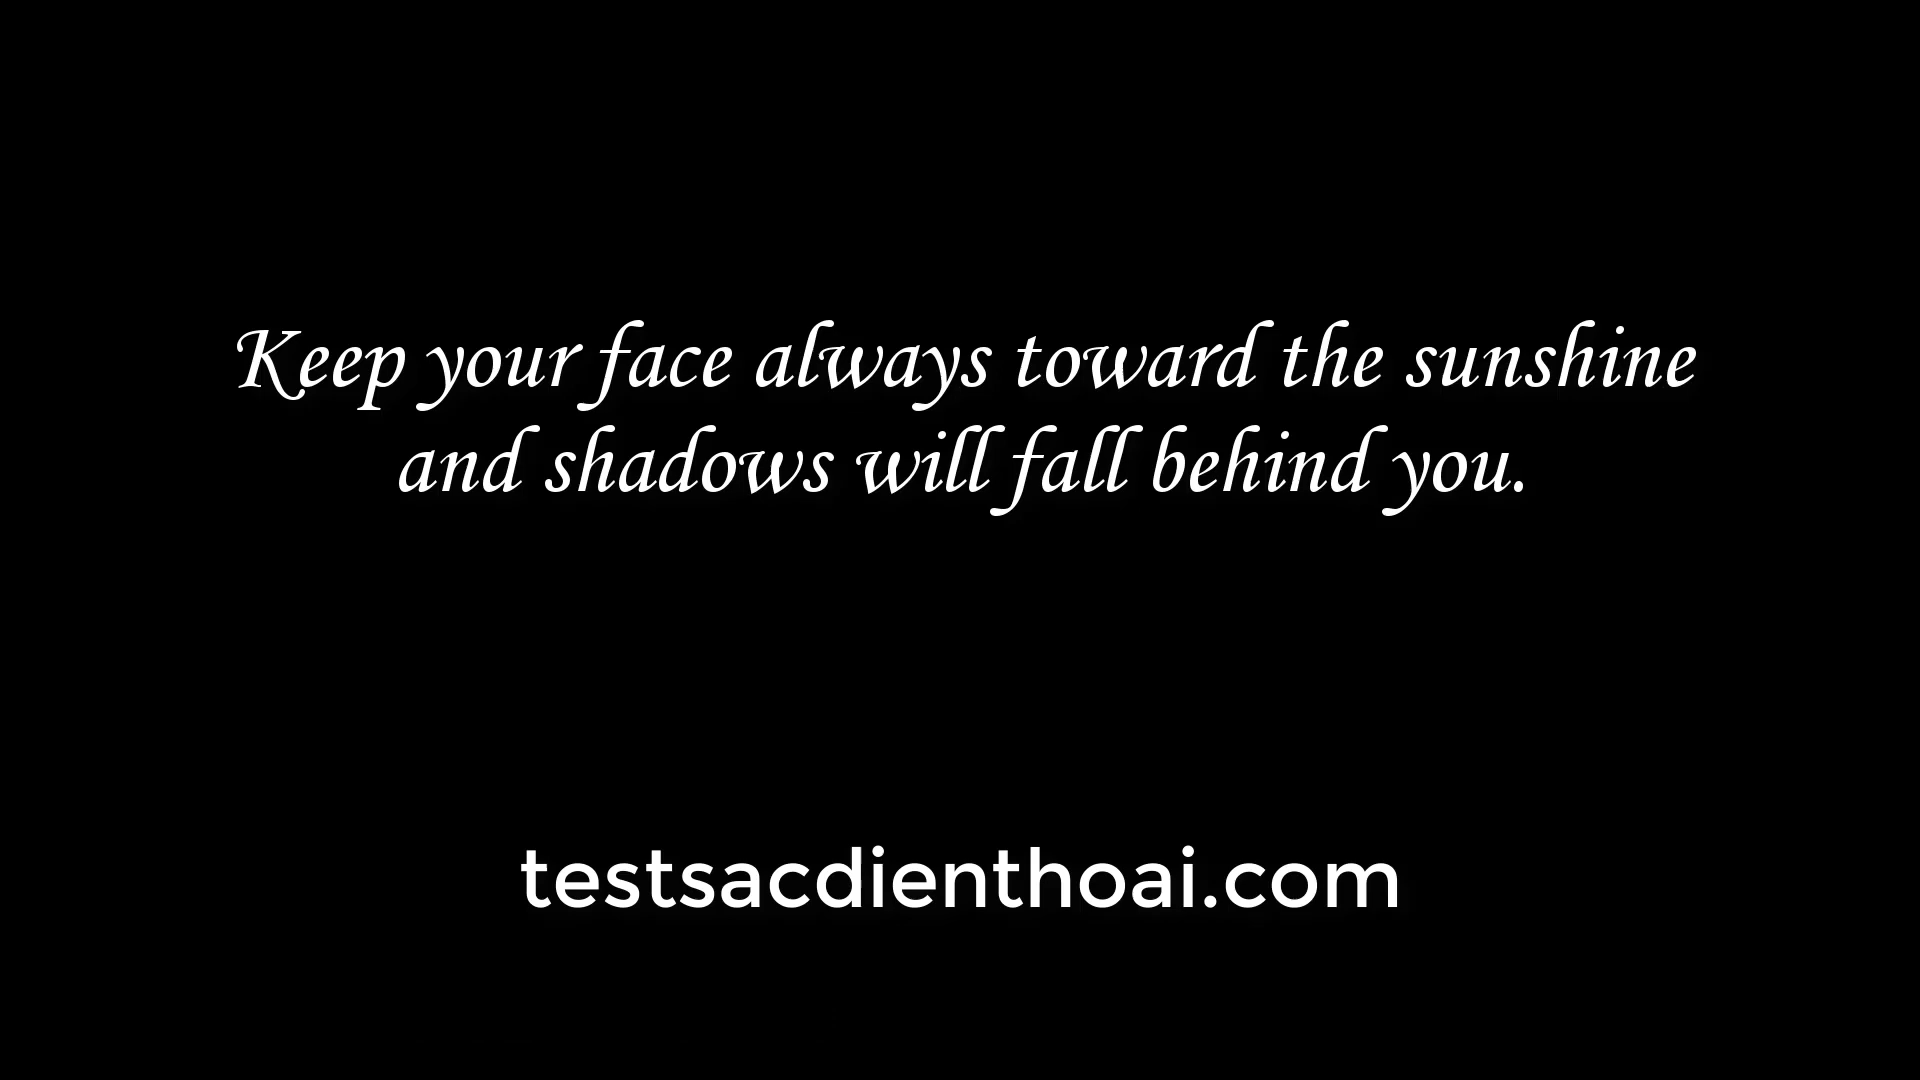 Keep your face always toward the sunshine
and shadows will fall behind you.
testsacdienthoai.com